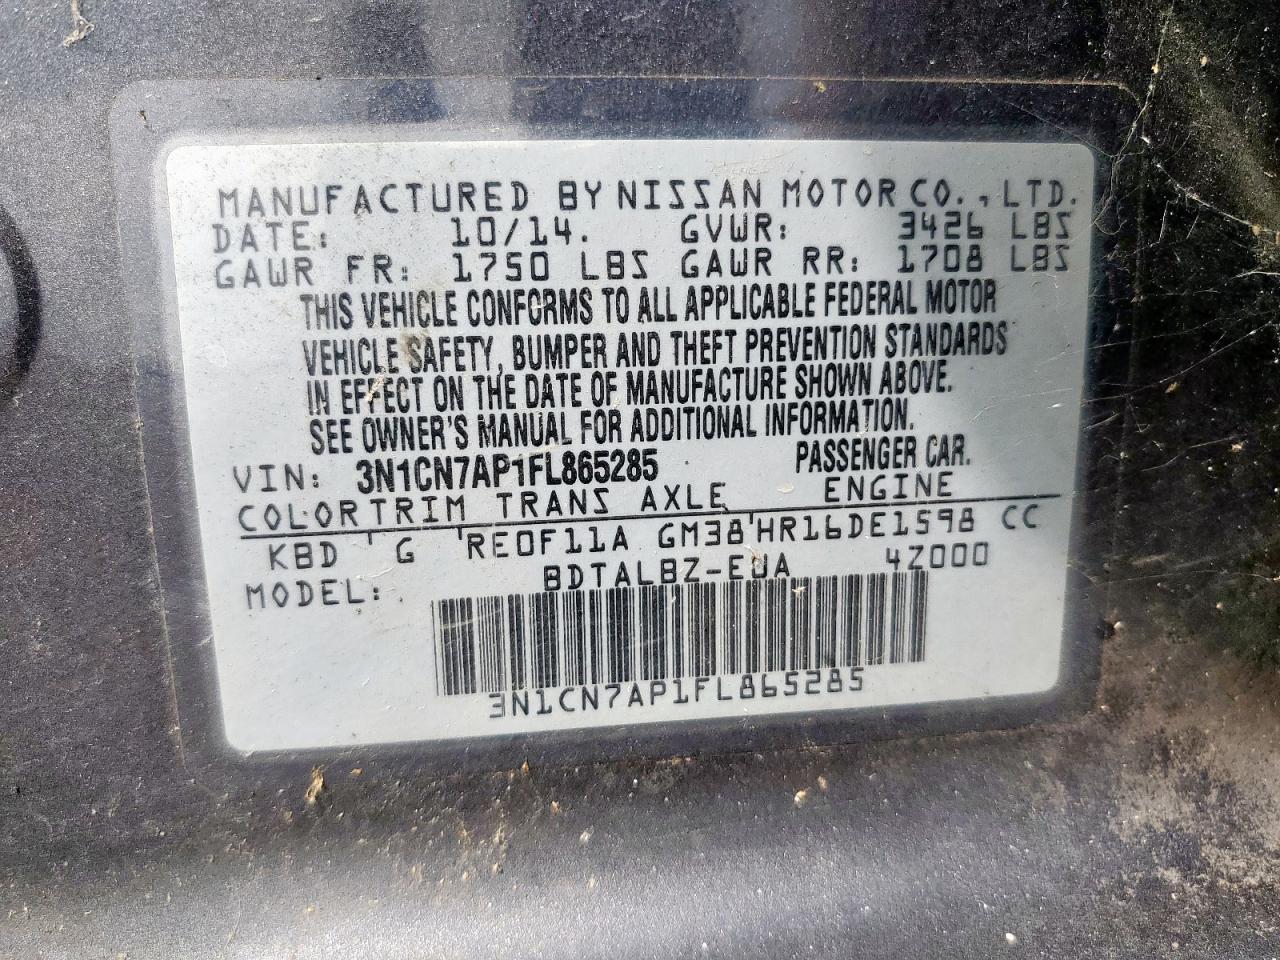 MANUFACTURED BY NISSAN MOTOR CO., LTD.
DATE: 10/14. GVWR: 3426 LBS
GAWR FR: 1750 LBS GAWR RR: 1708 LBS
THIS VEHICLE CONFORMS TO ALL APPLICABLE FEDERAL MOTOR
VEHICLE SAFETY, BUMPER AND THEFT PREVENTION STANDARDS
IN EFFECT ON THE DATE OF MANUFACTURE SHOWN ABOVE.
SEE OWNER'S MANUAL FOR ADDITIONAL INFORMATION.
VIN: 3N1CN7AP1FL865285 PASSENGER CAR.
COLOR TRIM TRANS AXLE ENGINE
KBD G RE0F11A GM38 HR16DE1598 CC
MODEL: BDTALBZ-EUA 4Z000
3N1CN7AP1FL865285